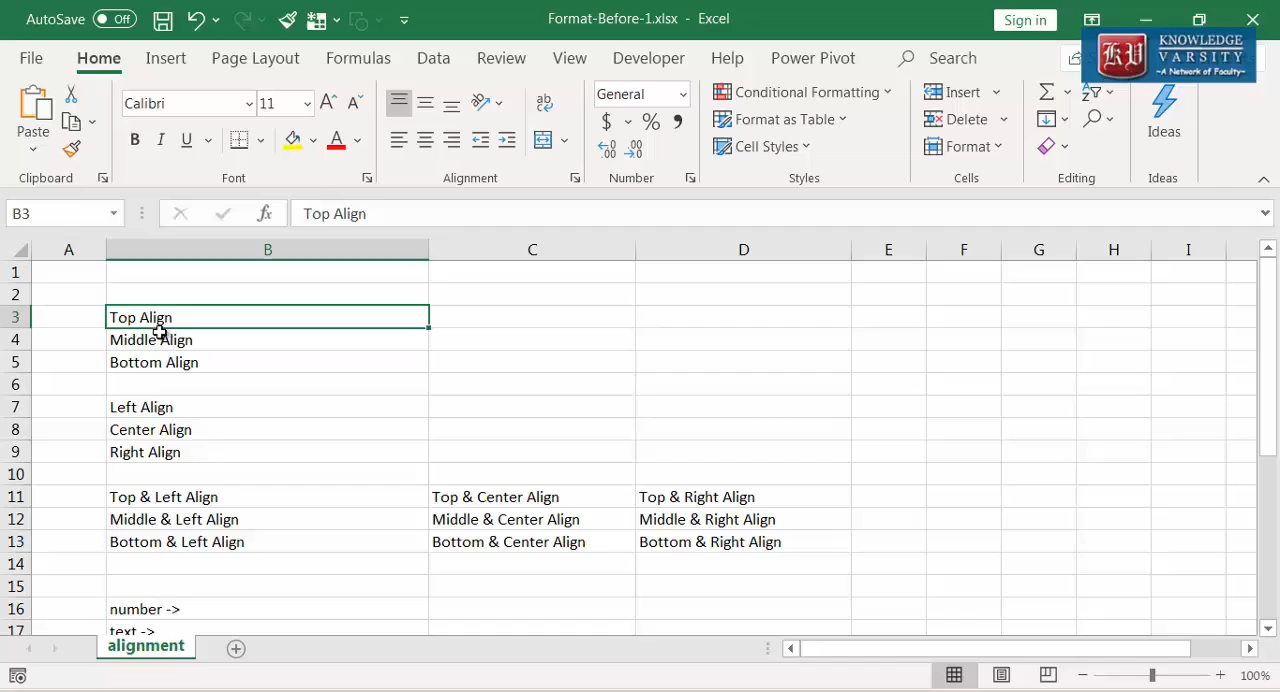 AutoSave Off Format-Before-1.xlsx - Excel Sign in
KNOWLEDGE
VARSITY
~A Network of Faculty~
File Home Insert Page Layout Formulas Data Review View Developer Help Power Pivot Search
Calibri 11 General Conditional Formatting Insert
Paste $ % Format as Table Delete Ideas
B I U A Cell Styles Format
Clipboard Font Alignment Number Styles Cells Editing Ideas
B3 fx Top Align
A B C D E F G H I
1
2
3 Top Align
4 Middle Align
5 Bottom Align
6
7 Left Align
8 Center Align
9 Right Align
10
11 Top & Left Align Top & Center Align Top & Right Align
12 Middle & Left Align Middle & Center Align Middle & Right Align
13 Bottom & Left Align Bottom & Center Align Bottom & Right Align
14
15
16 number ->
17 text ->
alignment
100%